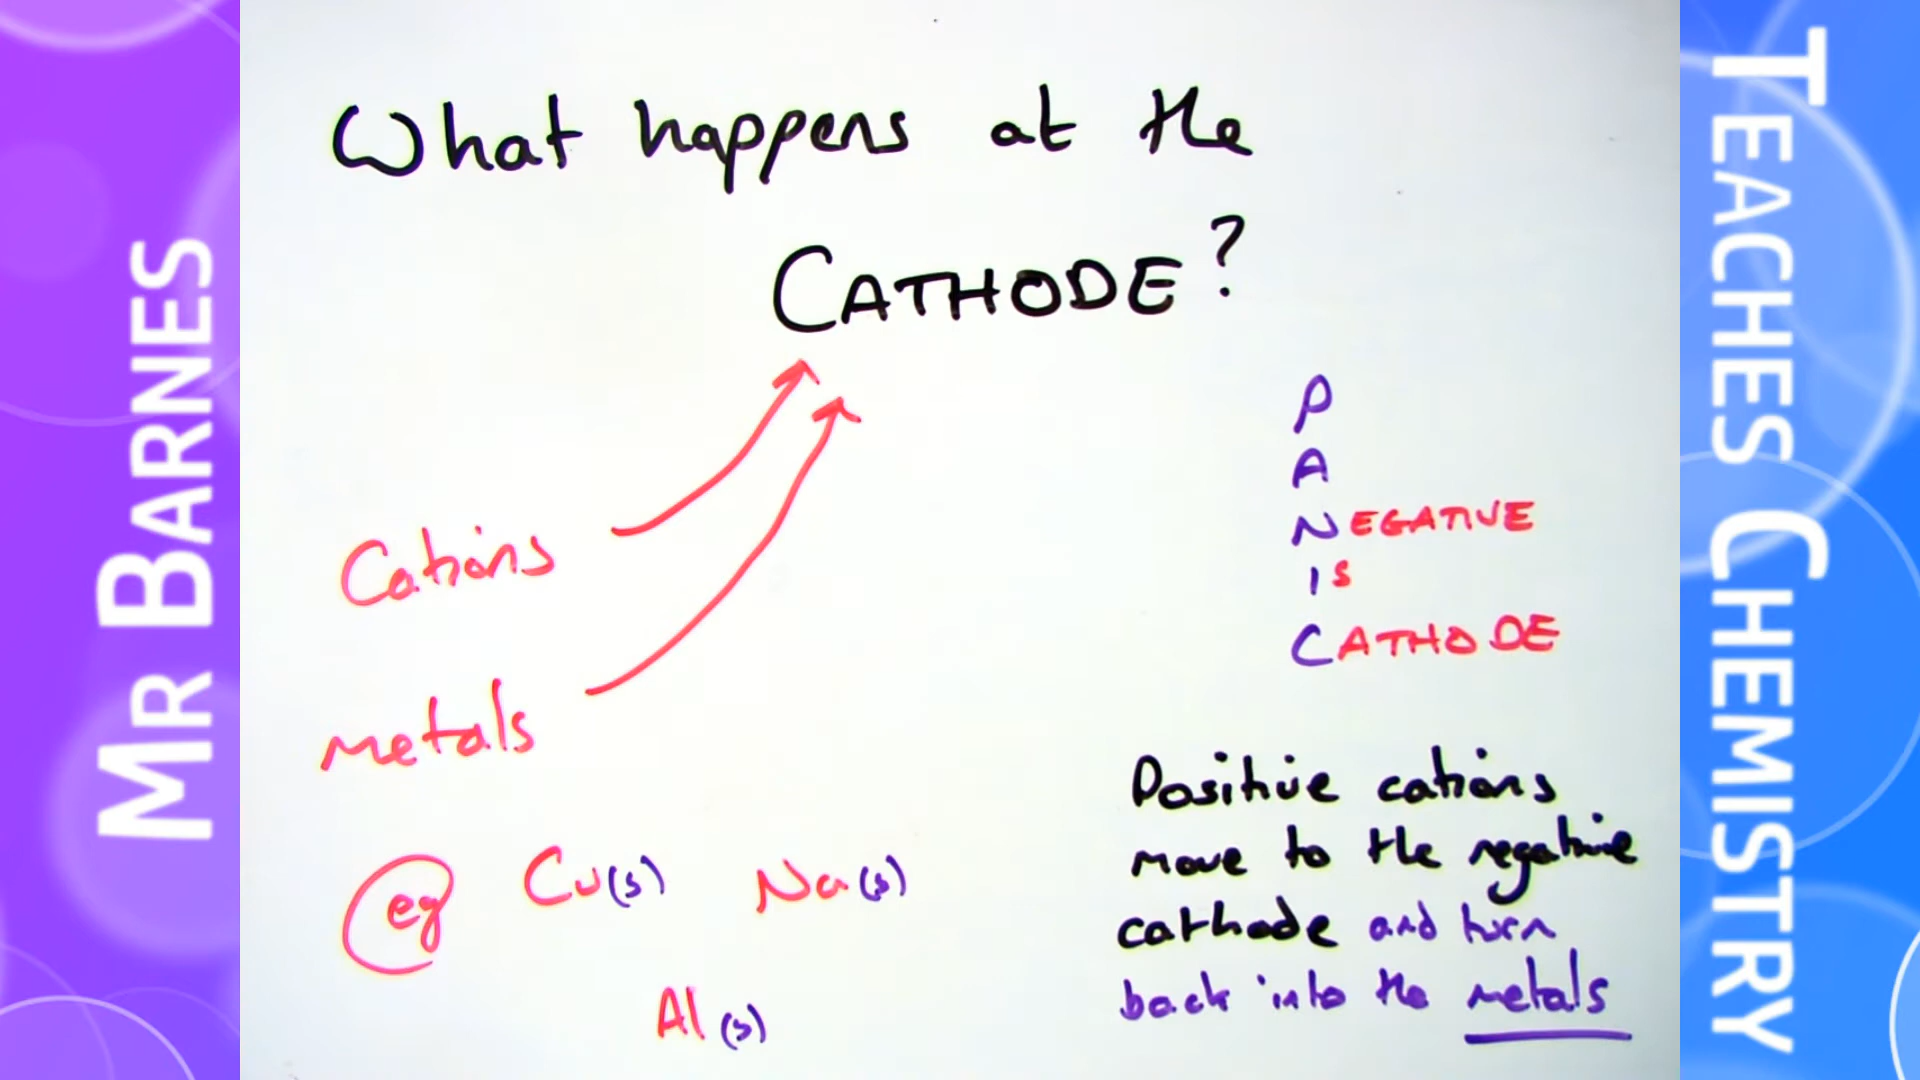 MR BARNES
What happens at the
CATHODE?
Cations
metals
eg Cu(s) Na(s)
Al(s)
P
A
NEGATIVE
IS
CATHODE
Positive cations
move to the negative
cathode and turn
back into the metals
TEACHES CHEMISTRY